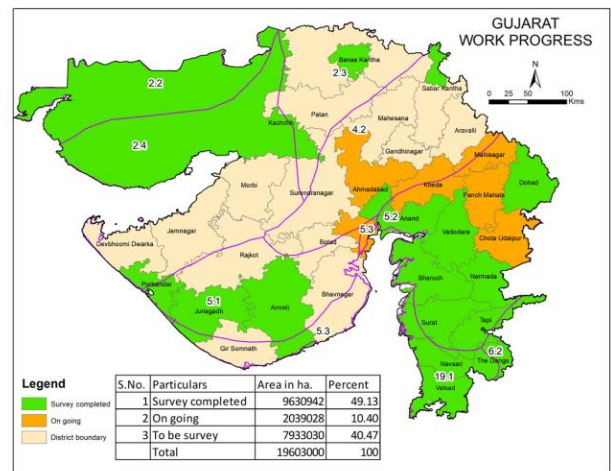 GUJARAT
WORK PROGRESS
N
0 25 50 100
Kms
2.2
Banas Kantha
2.3
Sabar Kantha
Patan
Mahesana
Aravalli
Kachchh
4.2
2.4
Gandhinagar
Mahisagar
Morbi
Surendranagar
Ahmadabad
Kheda
Panch Mahals
Dohad
Anand
5.2
Devbhoomi Dwarka
Jamnagar
Rajkot
Botad
5.3
Vadodara
Chota Udaipur
Porbandar
5.1
Junagadh
Amreli
Bhavnagar
Bharuch
Narmada
5.3
Gir Somnath
Surat
Tapi
6.2
The Dangs
Navsari
19.1
Valsad
Legend
Survey completed
On going
District boundary
S.No. Particulars Area in ha. Percent
1 Survey completed 9630942 49.13
2 On going 2039028 10.40
3 To be survey 7933030 40.47
Total 19603000 100